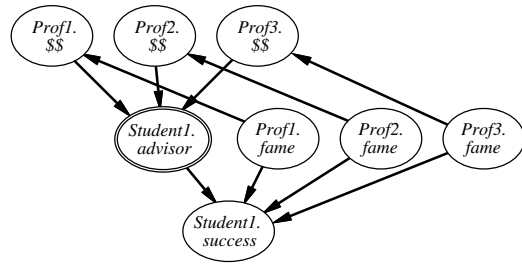 Prof1.
$$
Prof2.
$$
Prof3.
$$
Student1.
advisor
Prof1.
fame
Prof2.
fame
Prof3.
fame
Student1.
success